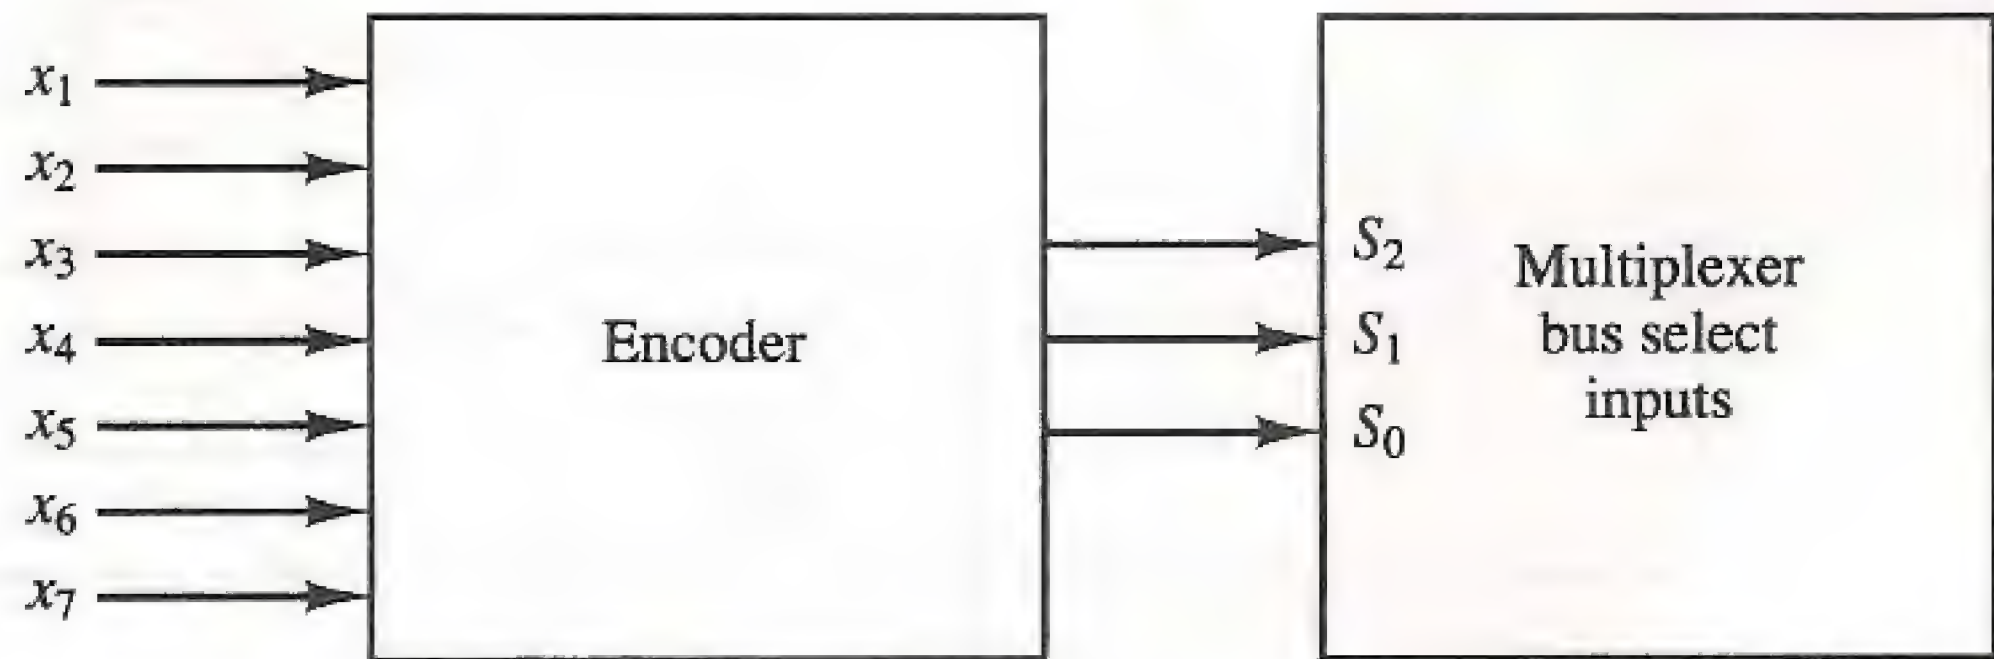 x1
x2
x3
x4
x5
x6
x7
Encoder
S2
S1
S0
Multiplexer
bus select
inputs